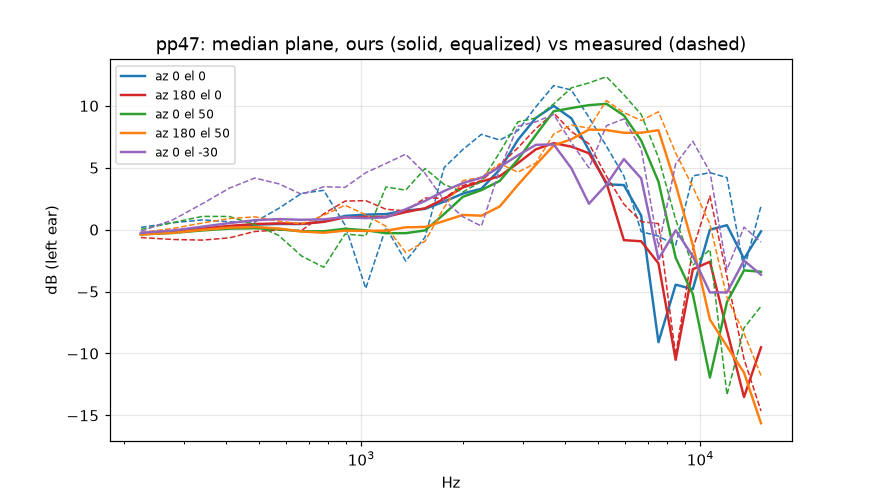 pp47: median plane, ours (solid, equalized) vs measured (dashed)
az 0 el 0
az 180 el 0
az 0 el 50
az 180 el 50
az 0 el -30
dB (left ear)
10
5
0
−5
−10
−15
10³
10⁴
Hz